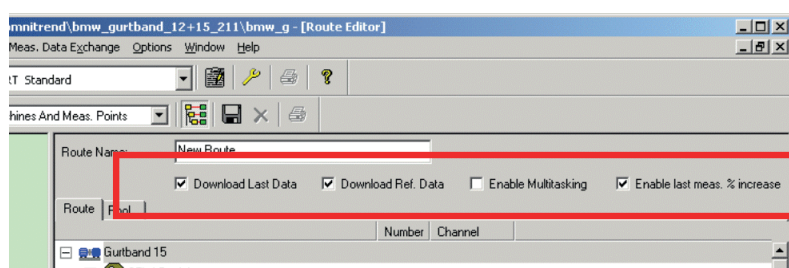 omnitrend\bmw_gurtband_12+15_211\bmw_g - [Route Editor]
Meas. Data Exchange Options Window Help
RT Standard
hines And Meas. Points
Route Name: New Route
Download Last Data Download Ref. Data Enable Multitasking Enable last meas. % increase
Route Pool
Number Channel
Gurtband 15